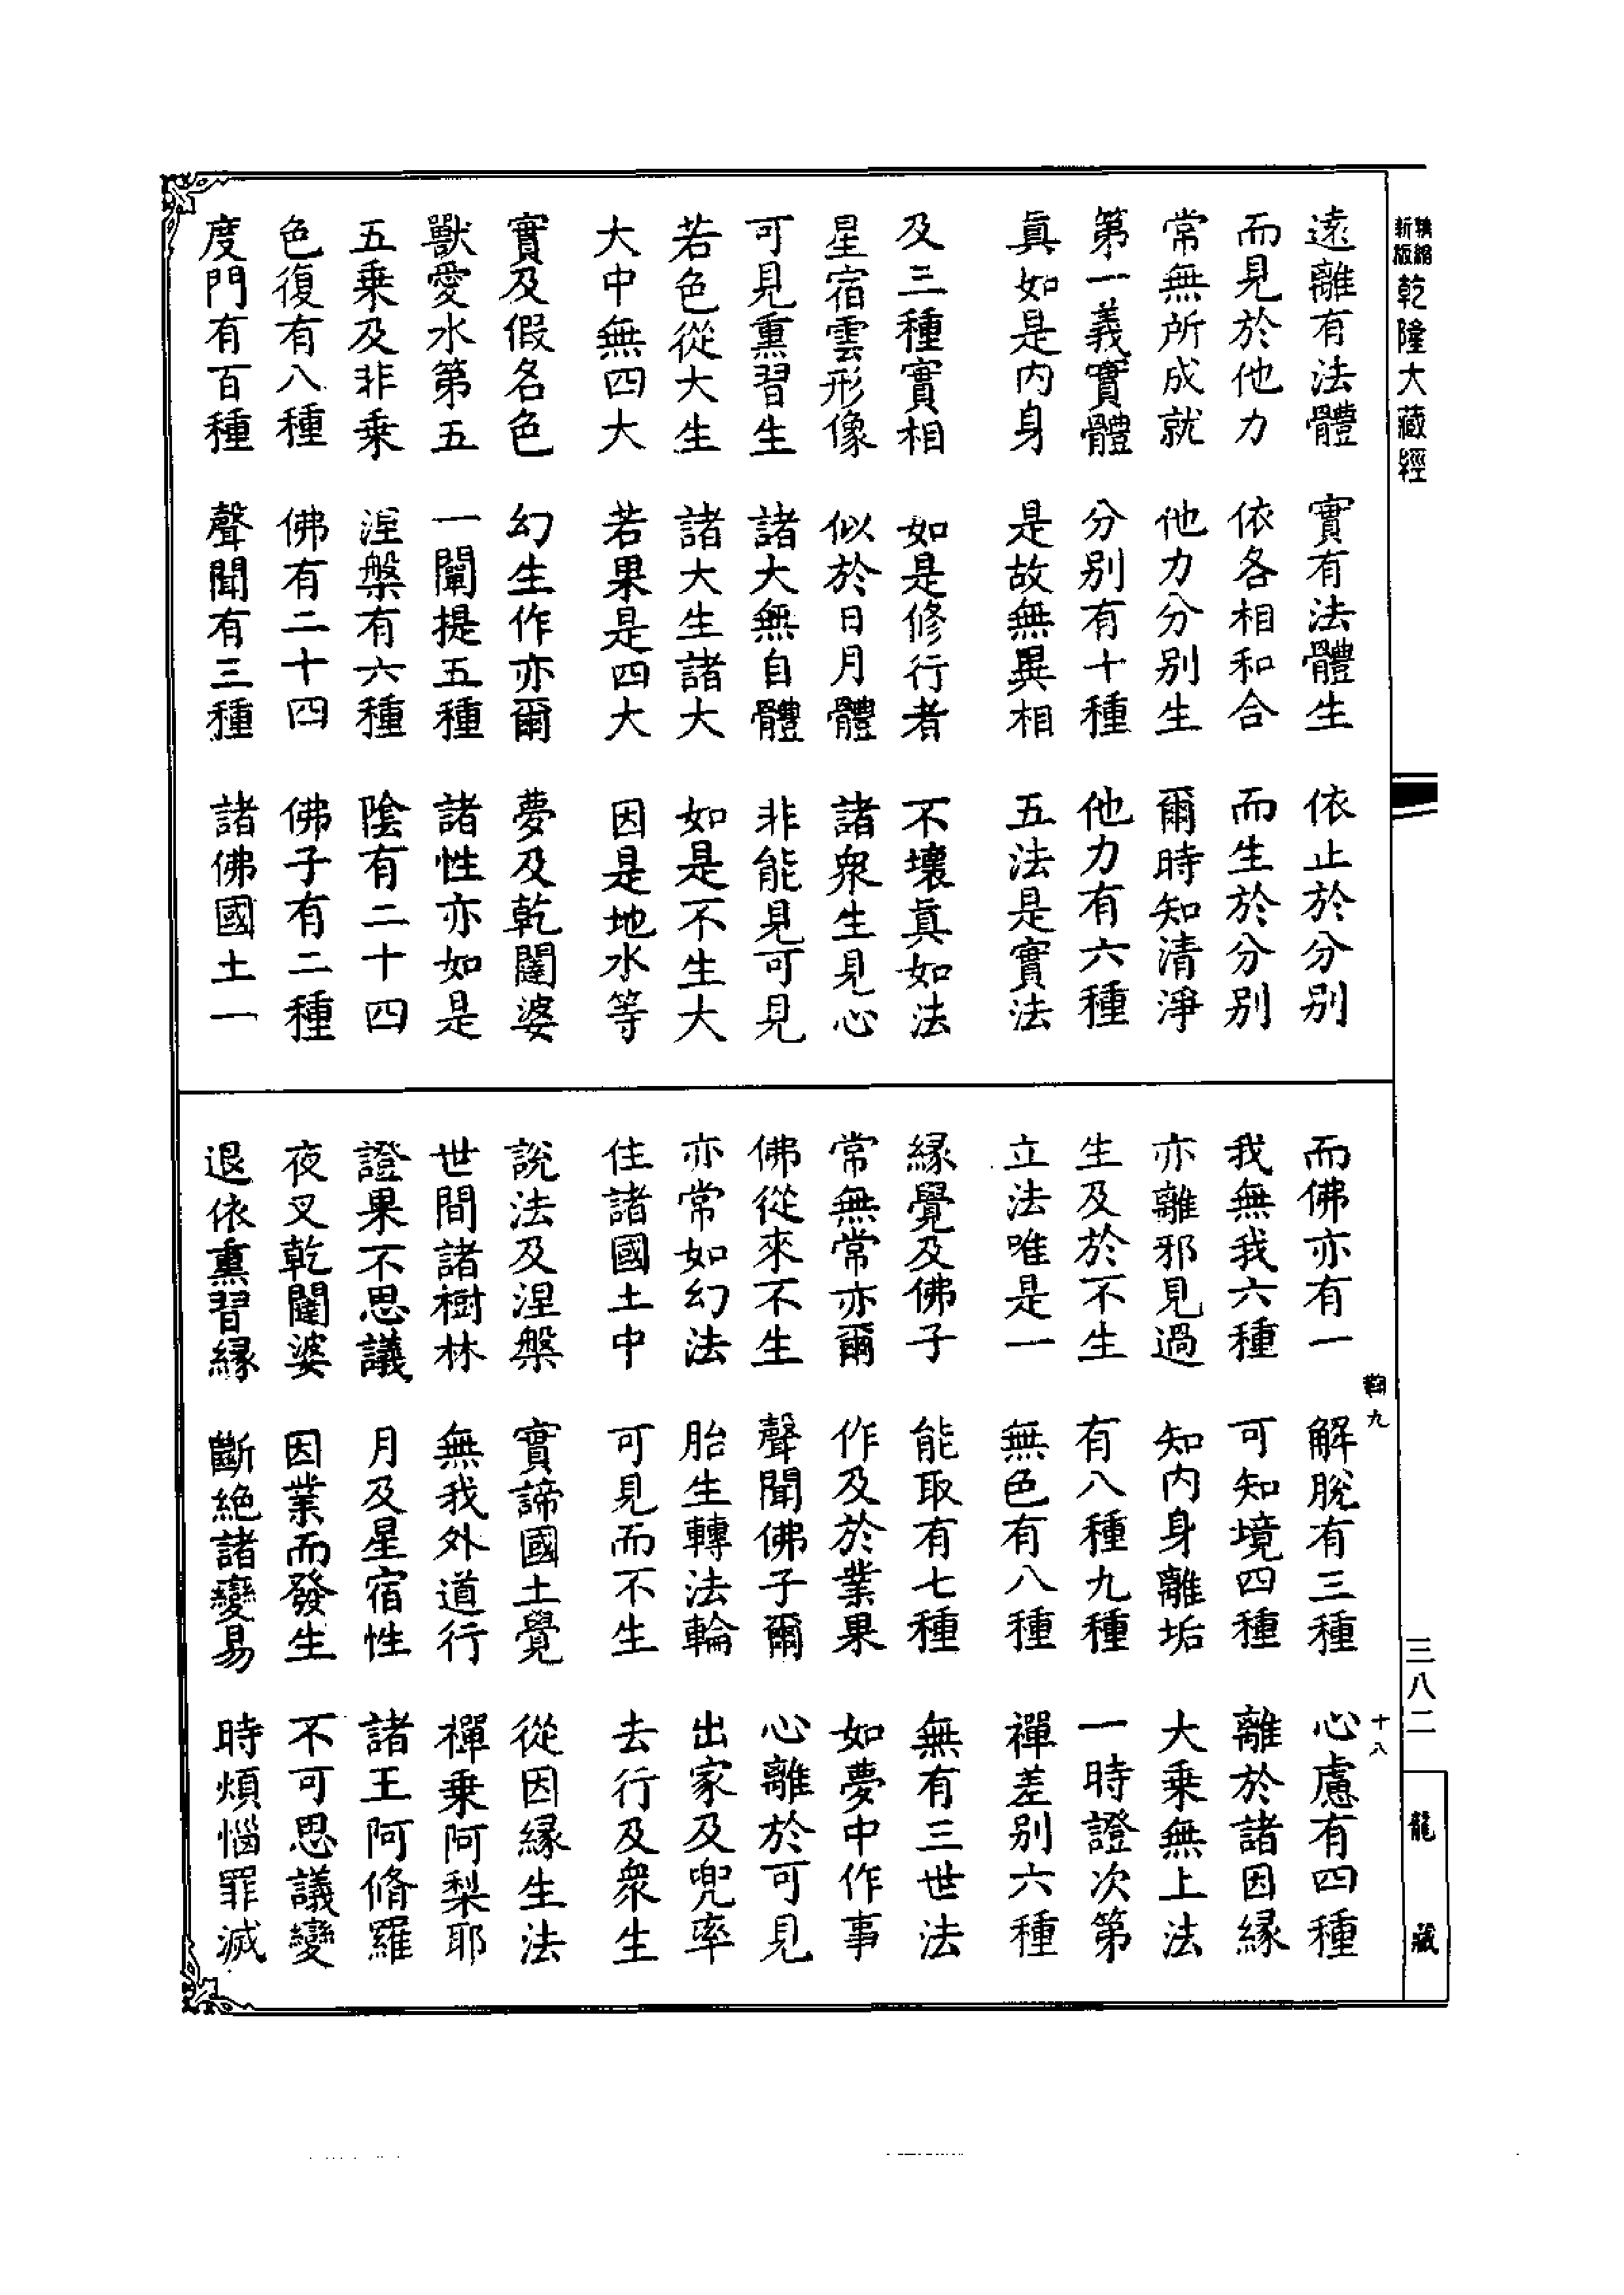 遠離有法體　實有法體生　依止於分别
而見於他力　依各相和合　而生於分别
常無所成就　他力分别生　爾時知清淨
第一義實體　分别有十種　他力有六種
真如是内身　是故無異相　五法是實法
及三種實相　如是修行者　不壞真如法
星宿雲形像　似於日月體　諸衆生見心
可見熏習生　諸大無自體　非能見可見
若色從大生　諸大生諸大　如是不生大
大中無四大　若果是四大　因是地水等
實及假名色　幻生作亦爾　夢及乾闥婆
獸愛水第五　一闡提五種　諸性亦如是
五乘及非乘　涅槃有六種　陰有二十四
色復有八種　佛有二十四　佛子有二種
度門有百種　聲聞有三種　諸佛國土一
而佛亦有一　解脫有三種　心慮有四種
我無我六種　可知境四種　離於諸因緣
亦離邪見過　知内身離垢　大乘無上法
生及於不生　有八種九種　一時證次第
立法唯是一　無色有八種　禪差别六種
緣覺及佛子　能取有七種　無有三世法
常無常亦爾　作及於業果　如夢中作事
佛從來不生　聲聞佛子爾　心離於可見
亦常如幻法　胎生轉法輪　出家及兜率
住諸國土中　可見而不生　去行及衆生
説法及涅槃　實諦國土覺　從因緣生法
世間諸樹林　無我外道行　禪乘阿梨耶
證果不思議　月及星宿性　諸王阿脩羅
夜叉乾闥婆　因業而發生　不可思議變
退依熏習緣　斷絶諸變易　時煩惱罪滅
新版
精縮
乾隆大藏經
九
十八
三八二
龍藏